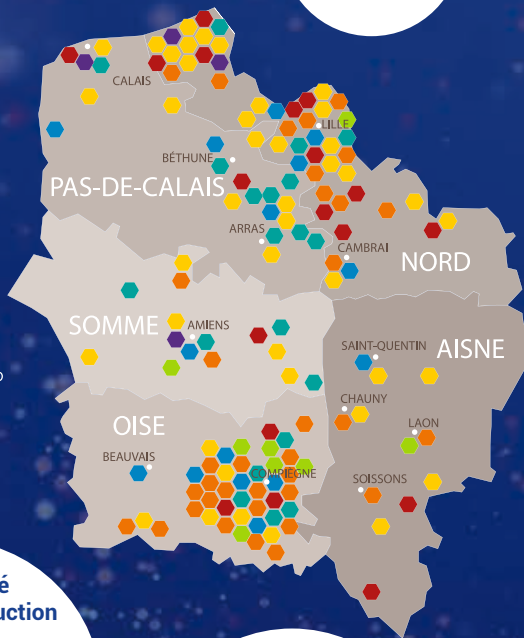 CALAIS
LILLE
BÉTHUNE
PAS-DE-CALAIS
ARRAS
CAMBRAI
NORD
SOMME
AMIENS
SAINT-QUENTIN
AISNE
CHAUNY
OISE
LAON
BEAUVAIS
COMPIÈGNE
SOISSONS
é
uction